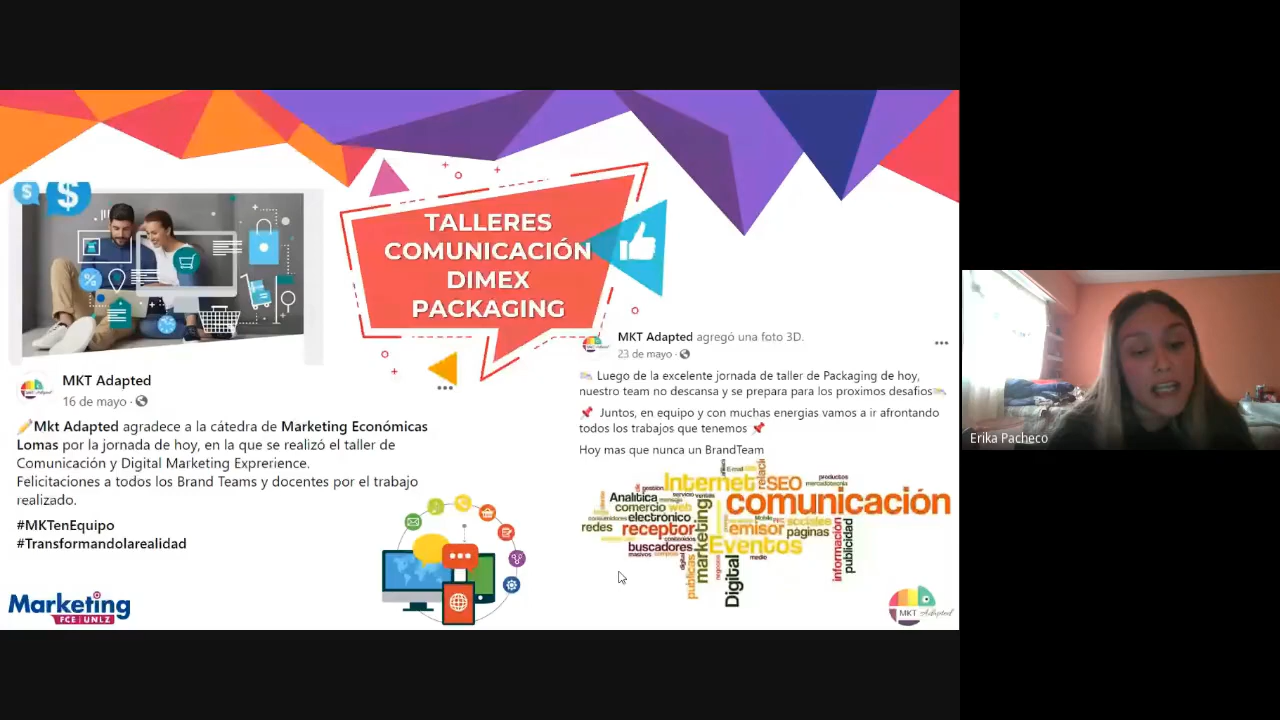 TALLERES
COMUNICACIÓN
DIMEX
PACKAGING
MKT Adapted
16 de mayo
Mkt Adapted agradece a la cátedra de Marketing Económicas
Lomas por la jornada de hoy, en la que se realizó el taller de
Comunicación y Digital Marketing Exprerience.
Felicitaciones a todos los Brand Teams y docentes por el trabajo
realizado.
#MKTenEquipo
#Transformandolarealidad
Marketing
FCE | UNLZ
MKT Adapted agregó una foto 3D.
23 de mayo
Luego de la excelente jornada de taller de Packaging de hoy,
nuestro team no descansa y se prepara para los proximos desafios
Juntos, en equipo y con muchas energias vamos a ir afrontando
todos los trabajos que tenemos
Hoy mas que nunca un BrandTeam
E-mail
Internet
SEO
productos
mercadotecnia
Analítica
comunicación
comercio web
electrónico
redes
receptor
marketing
emisor
sociales
páginas
buscadores
Eventos
publicas
Digital
medio
información
publicidad
MKT Adapted
Erika Pacheco